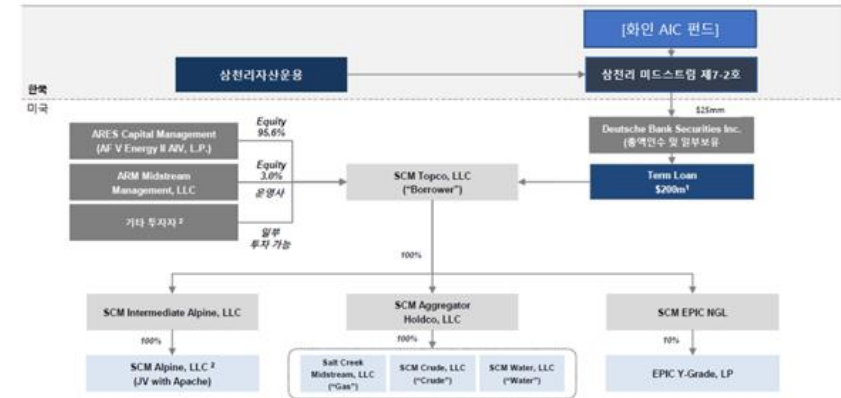 [화인 AIC 펀드]
삼천리자산운용
삼천리 미드스트림 제7-2호
한국
미국
$25mm
ARES Capital Management
(AF V Energy II AIV, L.P.)
Equity
95.6%
Deutsche Bank Securities Inc.
(총액인수 및 일부보유
ARM Midstream
Management, LLC
Equity
3.0%
운영사
SCM Topco, LLC
("Borrower")
Term Loan
$200m¹
기타 투자자 ²
일부
투자 가능
100%
SCM Intermediate Alpine, LLC
SCM Aggregator
Holdco, LLC
SCM EPIC NGL
100%
100%
10%
SCM Alpine, LLC ²
(JV with Apache)
Salt Creek
Midstream, LLC
("Gas")
SCM Crude, LLC
("Crude")
SCM Water, LLC
("Water")
EPIC Y-Grade, LP